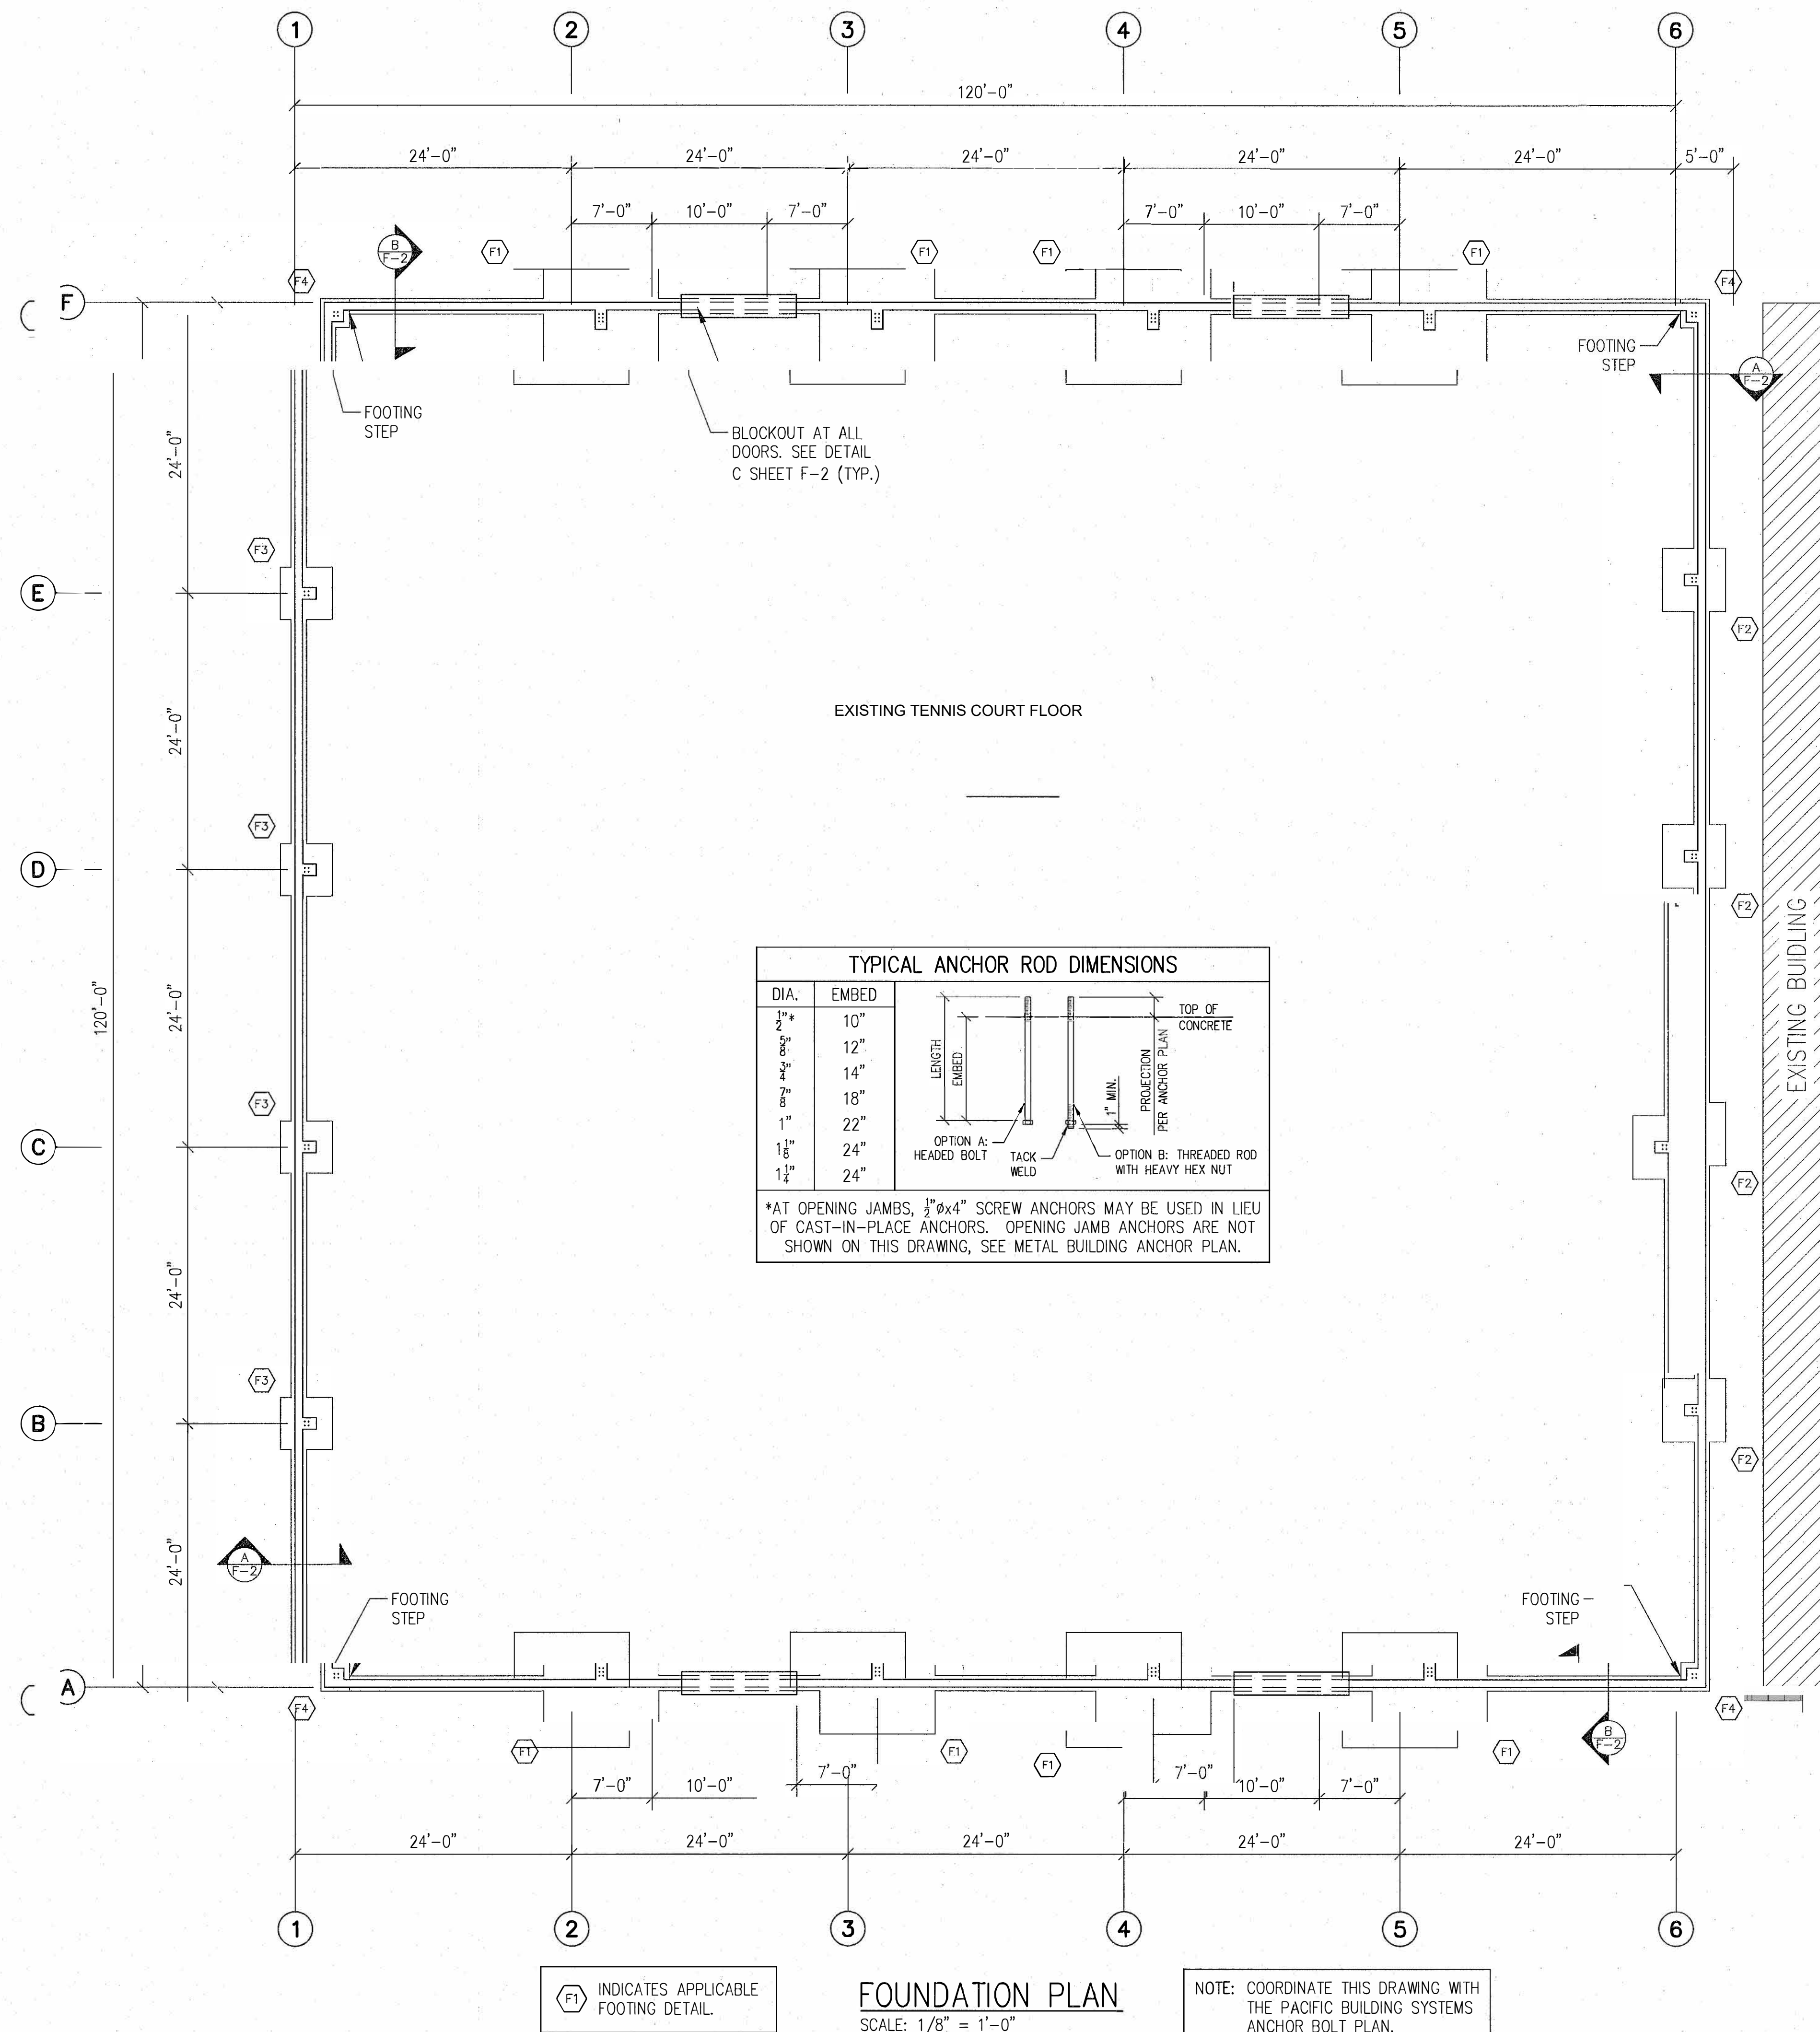 1 2 3 4 5 6
120'-0"
24'-0" 24'-0" 24'-0" 24'-0" 24'-0" 5'-0"
7'-0" 10'-0" 7'-0" 7'-0" 10'-0" 7'-0"
B
F-2
F1 F1 F1 F1
F4 F4
F
FOOTING
STEP
FOOTING
STEP
A
F-2
BLOCKOUT AT ALL
DOORS. SEE DETAIL
C SHEET F-2 (TYP.)
24'-0"
F3
E
F2
24'-0"
EXISTING TENNIS COURT FLOOR
F3
D
F2
EXISTING BUIDLING
120'-0"
24'-0"
TYPICAL ANCHOR ROD DIMENSIONS
DIA. EMBED
1/2"* 10"
5/8" 12"
3/4" 14"
7/8" 18"
1" 22"
1 1/8" 24"
1 1/4" 24"
LENGTH
EMBED
TOP OF
CONCRETE
PROJECTION
PER ANCHOR PLAN
1" MIN.
OPTION A:
HEADED BOLT
TACK
WELD
OPTION B: THREADED ROD
WITH HEAVY HEX NUT
*AT OPENING JAMBS, 1/2"øx4" SCREW ANCHORS MAY BE USED IN LIEU
OF CAST-IN-PLACE ANCHORS. OPENING JAMB ANCHORS ARE NOT
SHOWN ON THIS DRAWING, SEE METAL BUILDING ANCHOR PLAN.
F3
C
F2
24'-0"
F3
B
F2
24'-0"
A
F-2
FOOTING
STEP
FOOTING
STEP
A
F4 F4
B
F-2
F1 F1 F1 F1
7'-0" 10'-0" 7'-0" 7'-0" 10'-0" 7'-0"
24'-0" 24'-0" 24'-0" 24'-0" 24'-0"
1 2 3 4 5 6
F1 INDICATES APPLICABLE
FOOTING DETAIL.
FOUNDATION PLAN
SCALE: 1/8" = 1'-0"
NOTE: COORDINATE THIS DRAWING WITH
THE PACIFIC BUILDING SYSTEMS
ANCHOR BOLT PLAN.